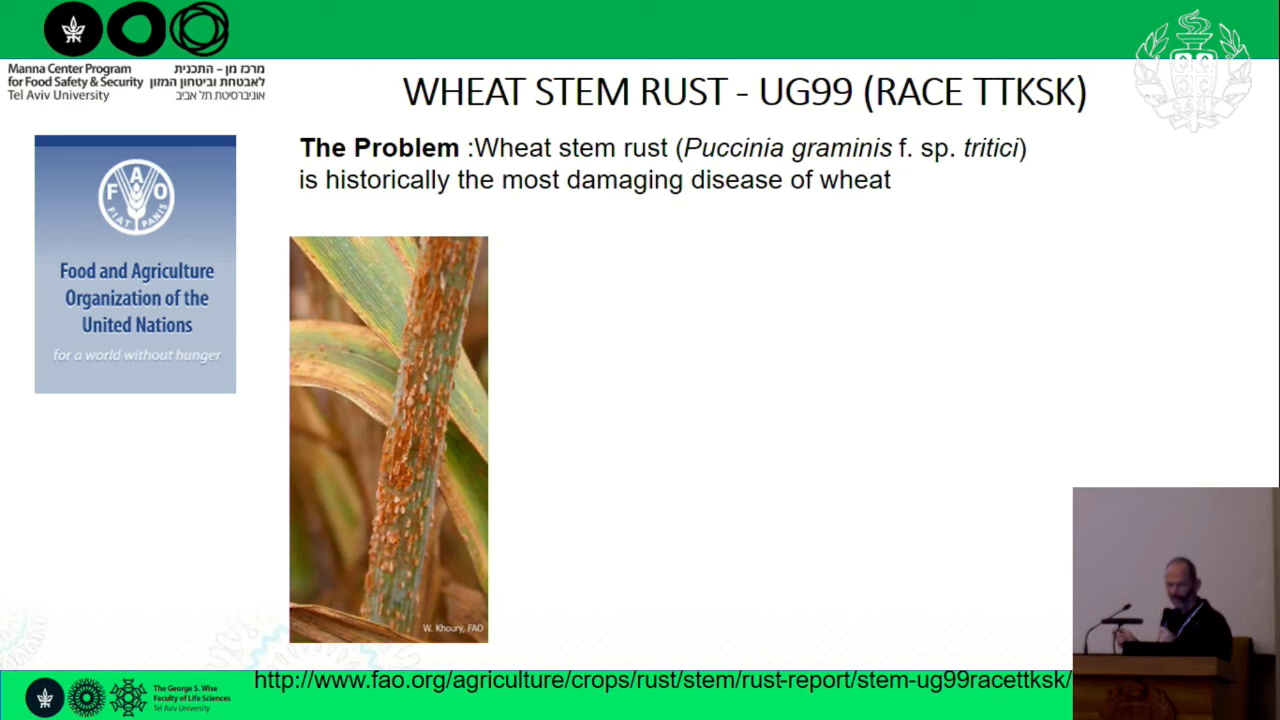 Manna Center Program
for Food Safety & Security
Tel Aviv University
מרכז מן – התכנית
לאבטחת וביטחון המזון
אוניברסיטת תל אביב
WHEAT STEM RUST - UG99 (RACE TTKSK)
The Problem :Wheat stem rust (Puccinia graminis f. sp. tritici)
is historically the most damaging disease of wheat
F A O
FIAT PANIS
Food and Agriculture
Organization of the
United Nations
for a world without hunger
W. Khoury, FAO
The George S. Wise
Faculty of Life Sciences
Tel Aviv University
http://www.fao.org/agriculture/crops/rust/stem/rust-report/stem-ug99racettksk/